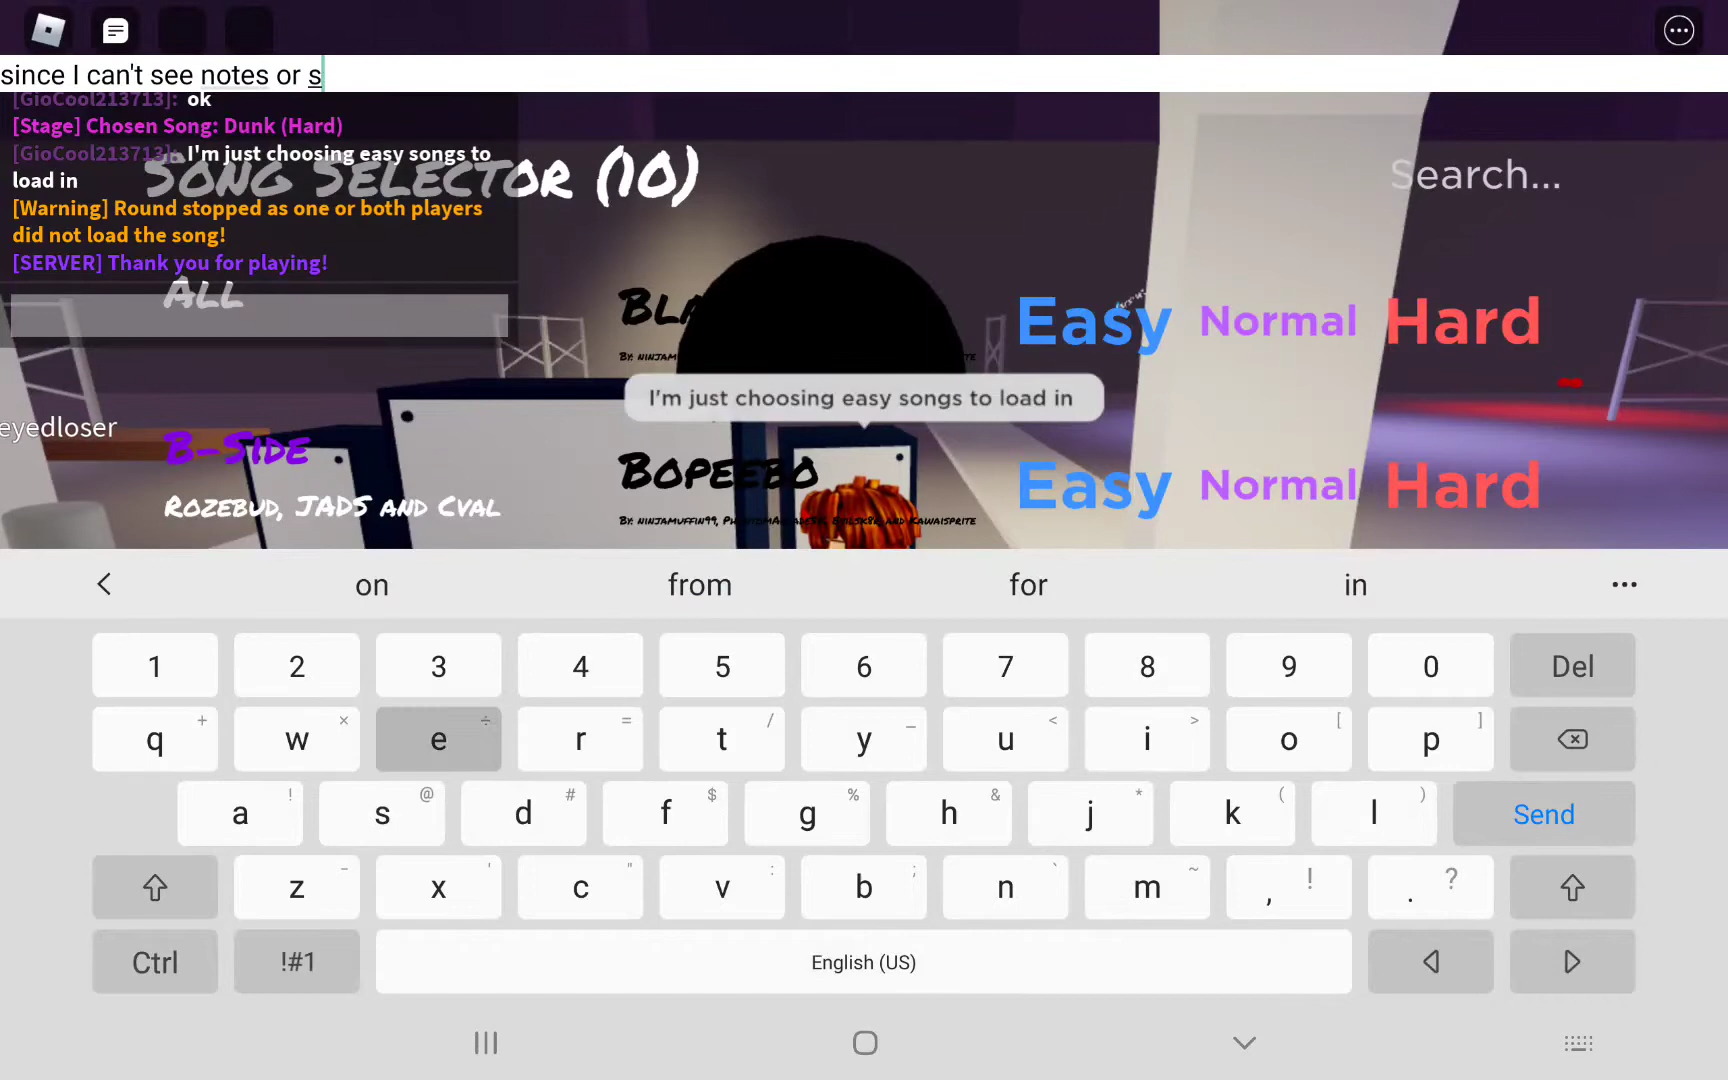 since I can't see notes or s
[GioCool213713]: ok
[Stage] Chosen Song: Dunk (Hard)
[GioCool213713]: I'm just choosing easy songs to
load in
[Warning] Round stopped as one or both players
did not load the song!
[SERVER] Thank you for playing!
Song Selector (10)
Search...
All
Easy Normal Hard
I'm just choosing easy songs to load in
eyedloser
B-Side
Rozebud, JADS and Cval
Bopeebo
Easy Normal Hard
By: ninjamuffin99,
and Kawaisprite
on from for in
1 2 3 4 5 6 7 8 9 0 Del
+ × ÷ = / _ < > [ ]
q w e r t y u i o p
! @ # $ % & * ( )
a s d f g h j k l Send
- ' " : ; ` ~ ! ?
z x c v b n m , .
Ctrl !#1 English (US)